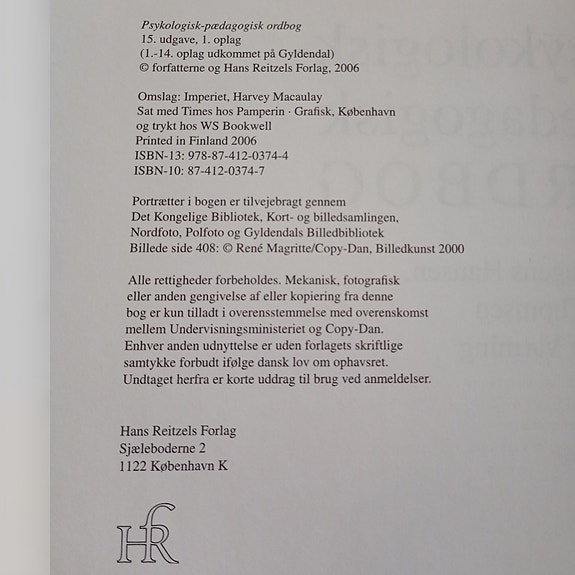 Psykologisk-pædagogisk ordbog
15. udgave, 1. oplag
(1.-14. oplag udkommet på Gyldendal)
© forfatterne og Hans Reitzels Forlag, 2006
Omslag: Imperiet, Harvey Macaulay
Sat med Times hos Pamperin · Grafisk, København
og trykt hos WS Bookwell
Printed in Finland 2006
ISBN-13: 978-87-412-0374-4
ISBN-10: 87-412-0374-7
Portrætter i bogen er tilvejebragt gennem
Det Kongelige Bibliotek, Kort- og billedsamlingen,
Nordfoto, Polfoto og Gyldendals Billedbibliotek
Billede side 408: © René Magritte/Copy-Dan, Billedkunst 2000
Alle rettigheder forbeholdes. Mekanisk, fotografisk
eller anden gengivelse af eller kopiering fra denne
bog er kun tilladt i overensstemmelse med overenskomst
mellem Undervisningsministeriet og Copy-Dan.
Enhver anden udnyttelse er uden forlagets skriftlige
samtykke forbudt ifølge dansk lov om ophavsret.
Undtaget herfra er korte uddrag til brug ved anmeldelser.
Hans Reitzels Forlag
Sjæleboderne 2
1122 København K
HfR